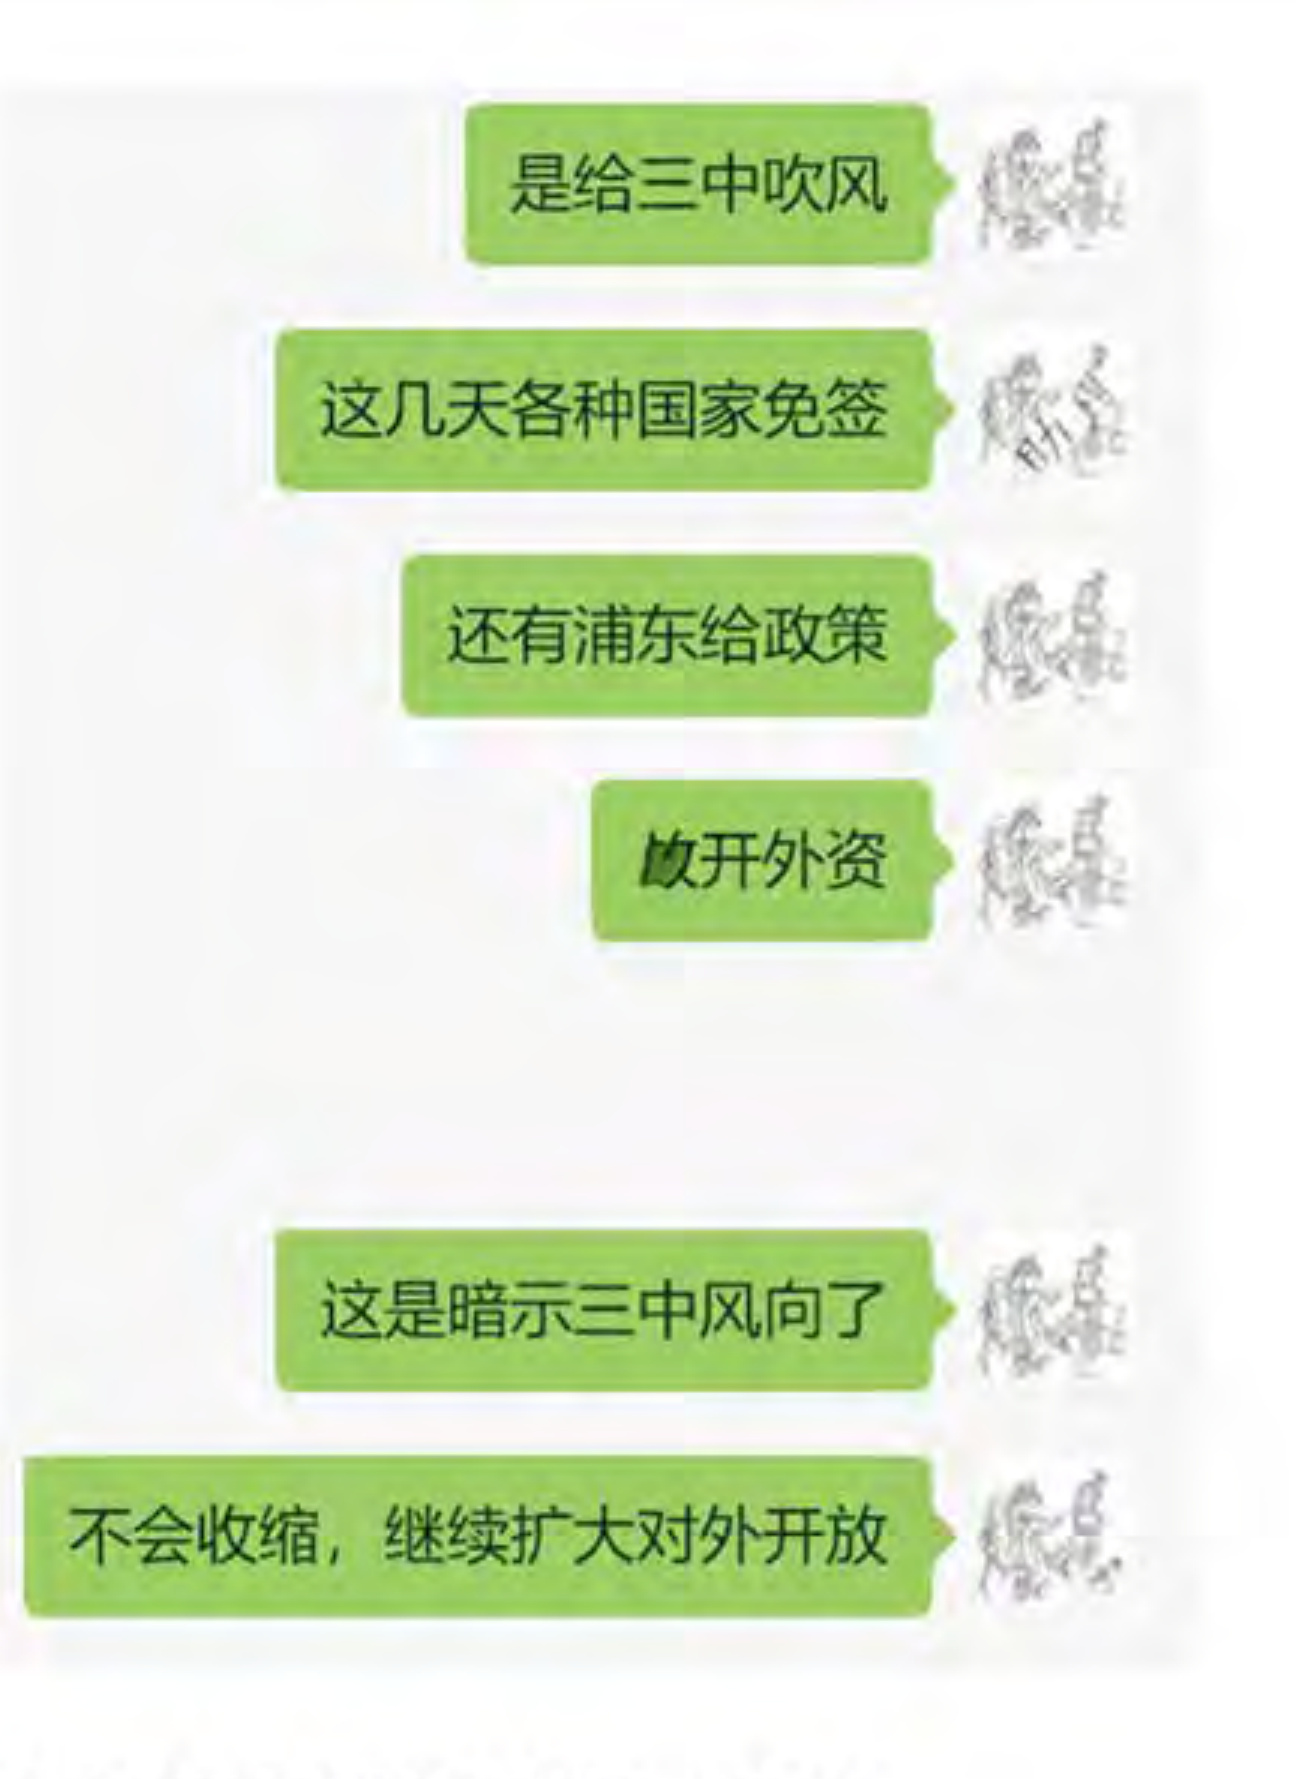 是给三中吹风
这几天各种国家免签
还有浦东给政策
放开外资
这是暗示三中风向了
不会收缩，继续扩大对外开放